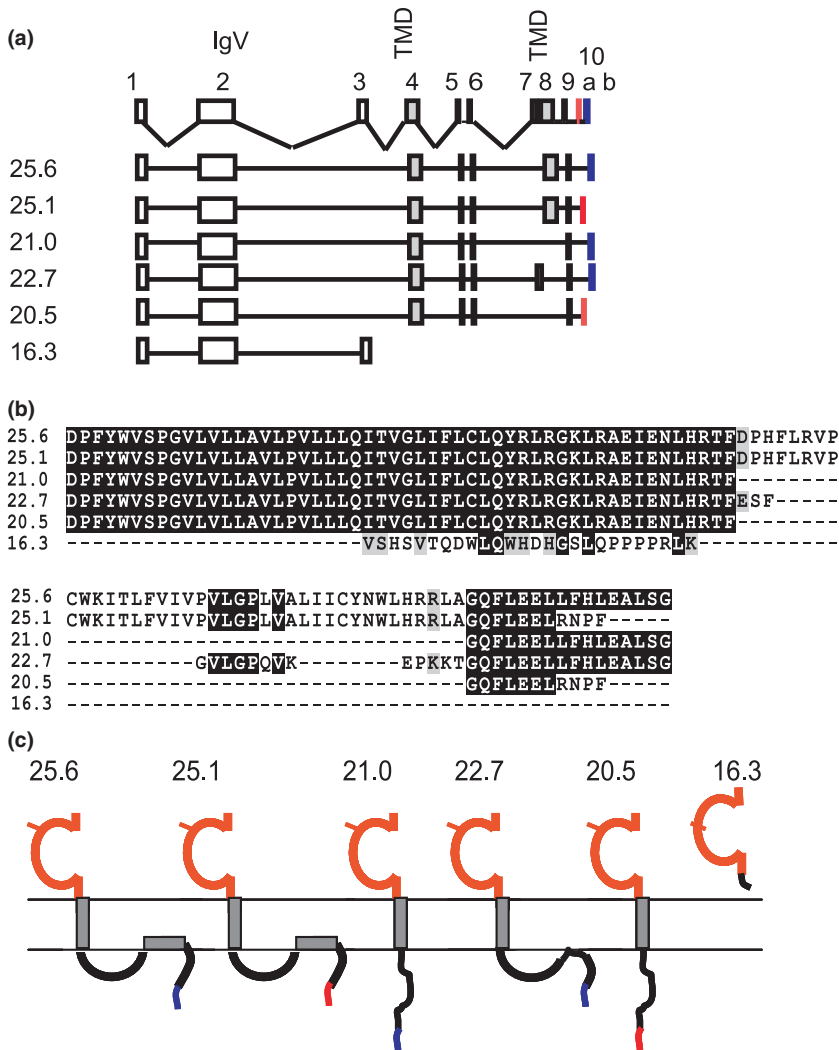 (a)
IgV
TMD
TMD
10
1 2 3 4 5 6 7 8 9 a b
25.6
25.1
21.0
22.7
20.5
16.3
(b)
25.6 DPFYWVSPGVLVLLAVLPVLLLQITVGLIFLCLQYRLRGKLRAEIENLHRTFDPHFLRVP
25.1 DPFYWVSPGVLVLLAVLPVLLLQITVGLIFLCLQYRLRGKLRAEIENLHRTFDPHFLRVP
21.0 DPFYWVSPGVLVLLAVLPVLLLQITVGLIFLCLQYRLRGKLRAEIENLHRTF--------
22.7 DPFYWVSPGVLVLLAVLPVLLLQITVGLIFLCLQYRLRGKLRAEIENLHRTFESF-----
20.5 DPFYWVSPGVLVLLAVLPVLLLQITVGLIFLCLQYRLRGKLRAEIENLHRTF--------
16.3 -----------------------VSHSVTQDWLQWHDHGSLQPPPPRLK-----------
25.6 CWKITLFVIVPVLGPLVALIICYNWLHRRLAGQFLEELLFHLEALSG
25.1 CWKITLFVIVPVLGPLVALIICYNWLHRRLAGQFLEELRNPF-----
21.0 -------------------------------GQFLEELLFHLEALSG
22.7 ----------GVLGPQVK--------EPKKTGQFLEELLFHLEALSG
20.5 -------------------------------GQFLEELRNPF-----
16.3 -----------------------------------------------
(c)
25.6 25.1 21.0 22.7 20.5 16.3